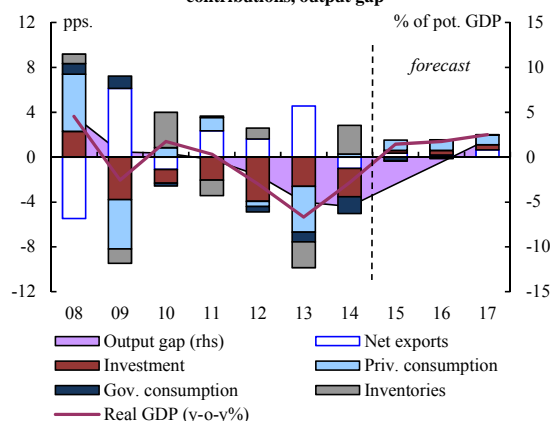 contributions, output gap
pps.
% of pot. GDP
12
8
4
0
-4
-8
-12
15
10
5
0
-5
-10
-15
forecast
08 09 10 11 12 13 14 15 16 17
Output gap (rhs) Net exports
Investment Priv. consumption
Gov. consumption Inventories
Real GDP (y-o-y%)